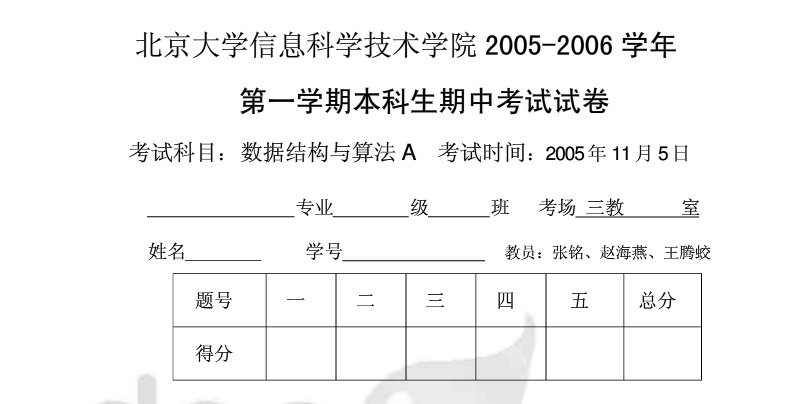 北京大学信息科学技术学院 2005-2006 学年
第一学期本科生期中考试试卷
考试科目：数据结构与算法 A 考试时间：2005 年 11 月 5 日
专业 级 班 考场 三教 室
姓名 学号 教员：张铭、赵海燕、王腾蛟
题号 一 二 三 四 五 总分
得分